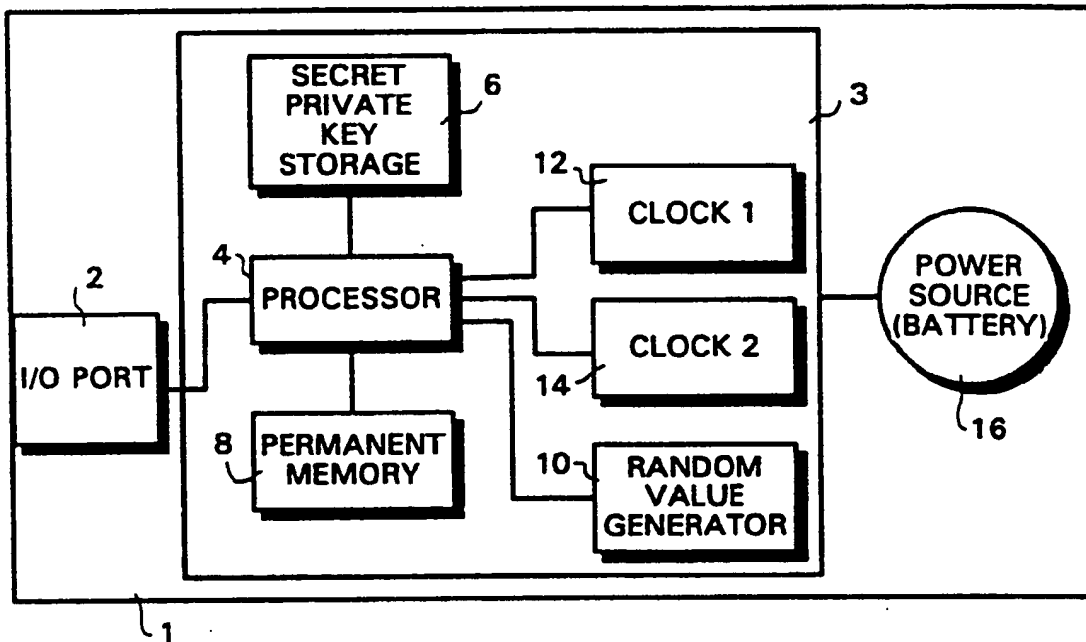 SECRET
PRIVATE
KEY
STORAGE
6
3
12
CLOCK 1
4
PROCESSOR
2
I/O PORT
CLOCK 2
14
POWER
SOURCE
(BATTERY)
16
8
PERMANENT
MEMORY
10
RANDOM
VALUE
GENERATOR
1